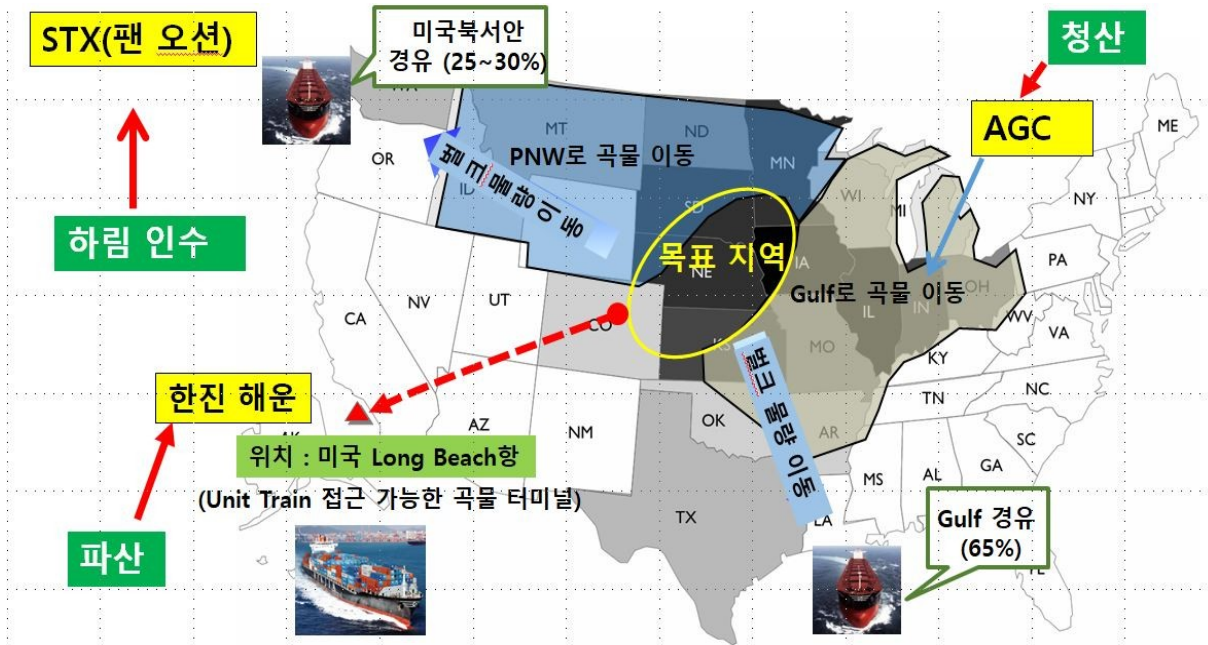 STX(팬 오션)
미국북서안
경유 (25~30%)
청산
AGC
하림 인수
PNW로 곡물 이동
벌크 물량 이동
목표 지역
Gulf로 곡물 이동
벌크 물량 이동
한진 해운
위치 : 미국 Long Beach항
(Unit Train 접근 가능한 곡물 터미널)
파산
Gulf 경유
(65%)
WA
OR
ID
MT
ND
MN
SD
WI
MI
ME
NY
PA
NE
IA
IL
IN
OH
WV
VA
CA
NV
UT
CO
KS
MO
KY
NC
TN
SC
AZ
NM
OK
AR
MS
AL
GA
TX
LA
AK
FL